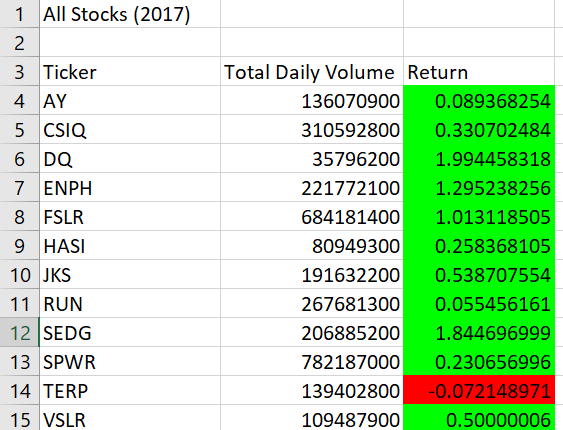 1 All Stocks (2017)
2
3 Ticker Total Daily Volume Return
4 AY 136070900 0.089368254
5 CSIQ 310592800 0.330702484
6 DQ 35796200 1.994458318
7 ENPH 221772100 1.295238256
8 FSLR 684181400 1.013118505
9 HASI 80949300 0.258368105
10 JKS 191632200 0.538707554
11 RUN 267681300 0.055456161
12 SEDG 206885200 1.844696999
13 SPWR 782187000 0.230656996
14 TERP 139402800 -0.072148971
15 VSLR 109487900 0.50000006